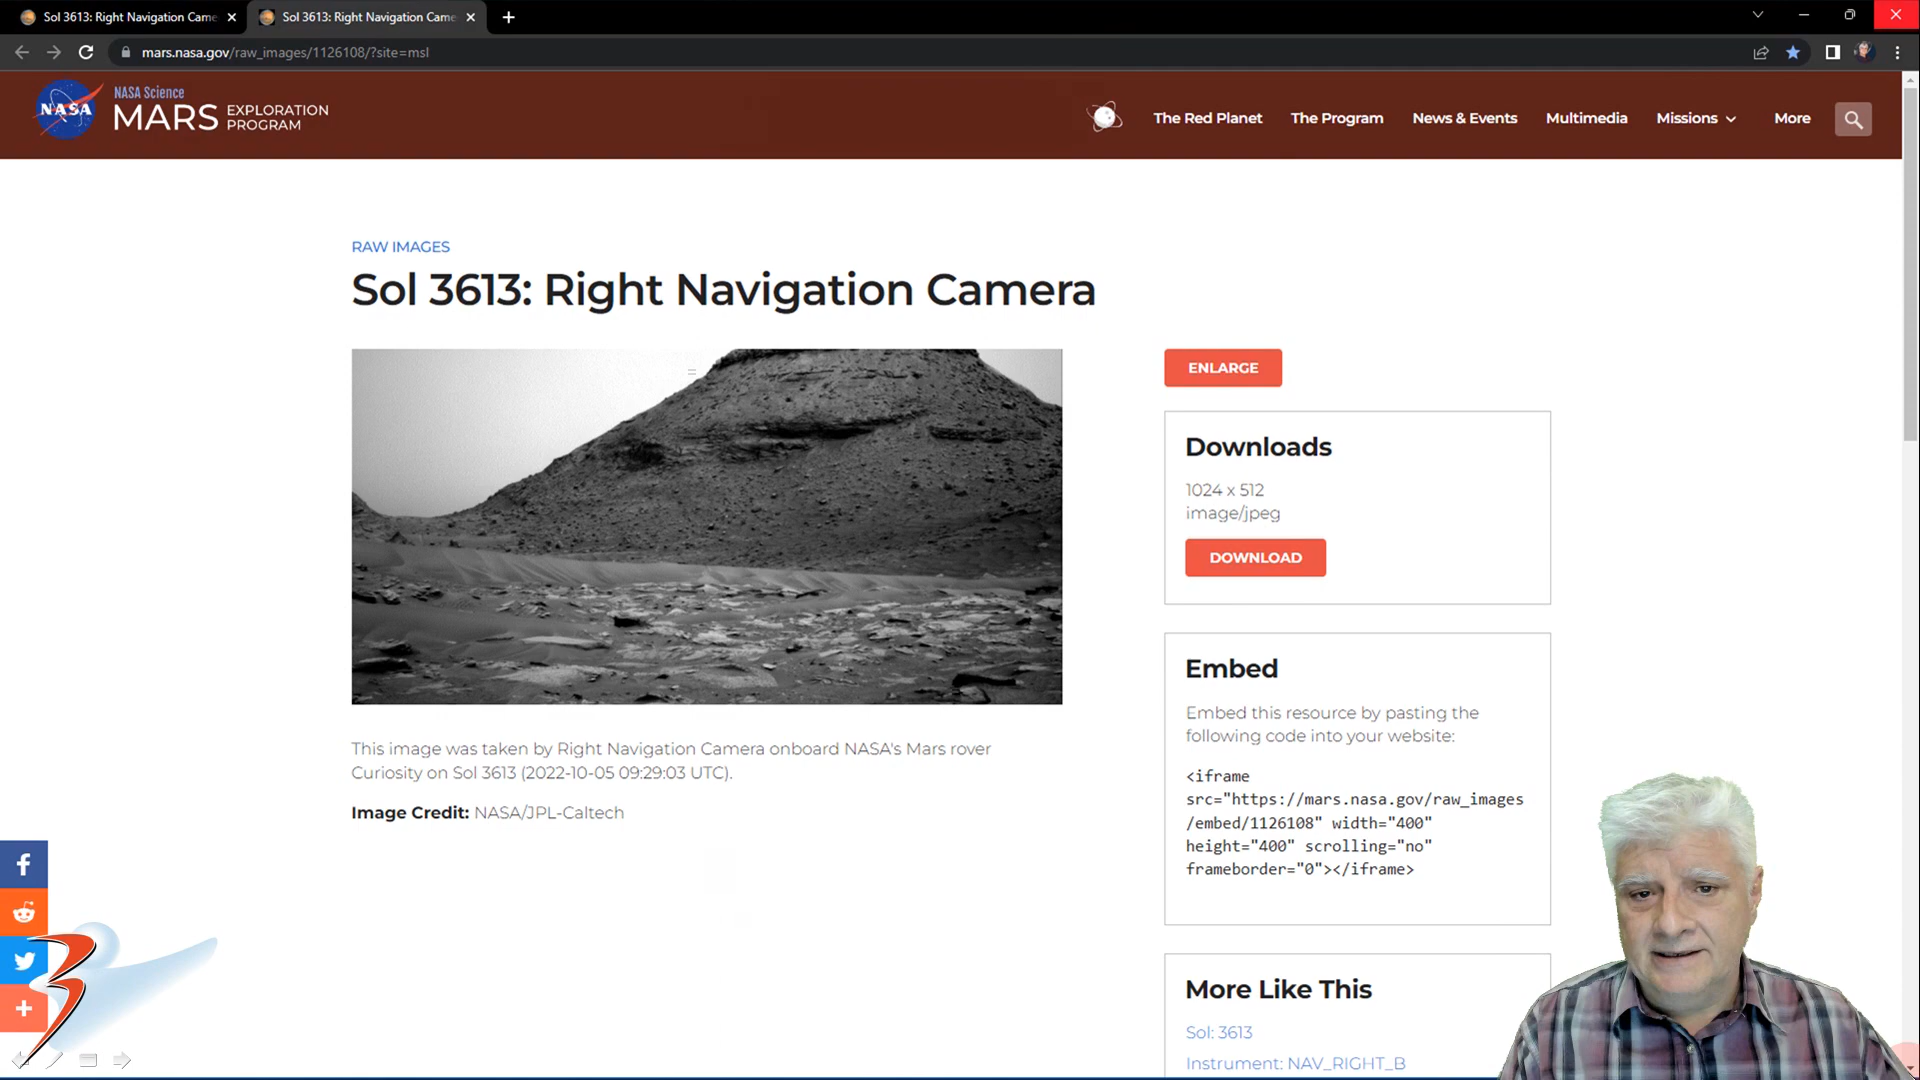 Sol 3613: Right Navigation Came
Sol 3613: Right Navigation Came
mars.nasa.gov/raw_images/1126108/?site=msl
NASA
NASA Science
MARS EXPLORATION PROGRAM
The Red Planet
The Program
News & Events
Multimedia
Missions
More
RAW IMAGES
Sol 3613: Right Navigation Camera
This image was taken by Right Navigation Camera onboard NASA's Mars rover
Curiosity on Sol 3613 (2022-10-05 09:29:03 UTC).
Image Credit: NASA/JPL-Caltech
ENLARGE
Downloads
1024 x 512
image/jpeg
DOWNLOAD
Embed
Embed this resource by pasting the
following code into your website:
<iframe
src="https://mars.nasa.gov/raw_images
/embed/1126108" width="400"
height="400" scrolling="no"
frameborder="0"></iframe>
More Like This
Sol: 3613
Instrument: NAV_RIGHT_B